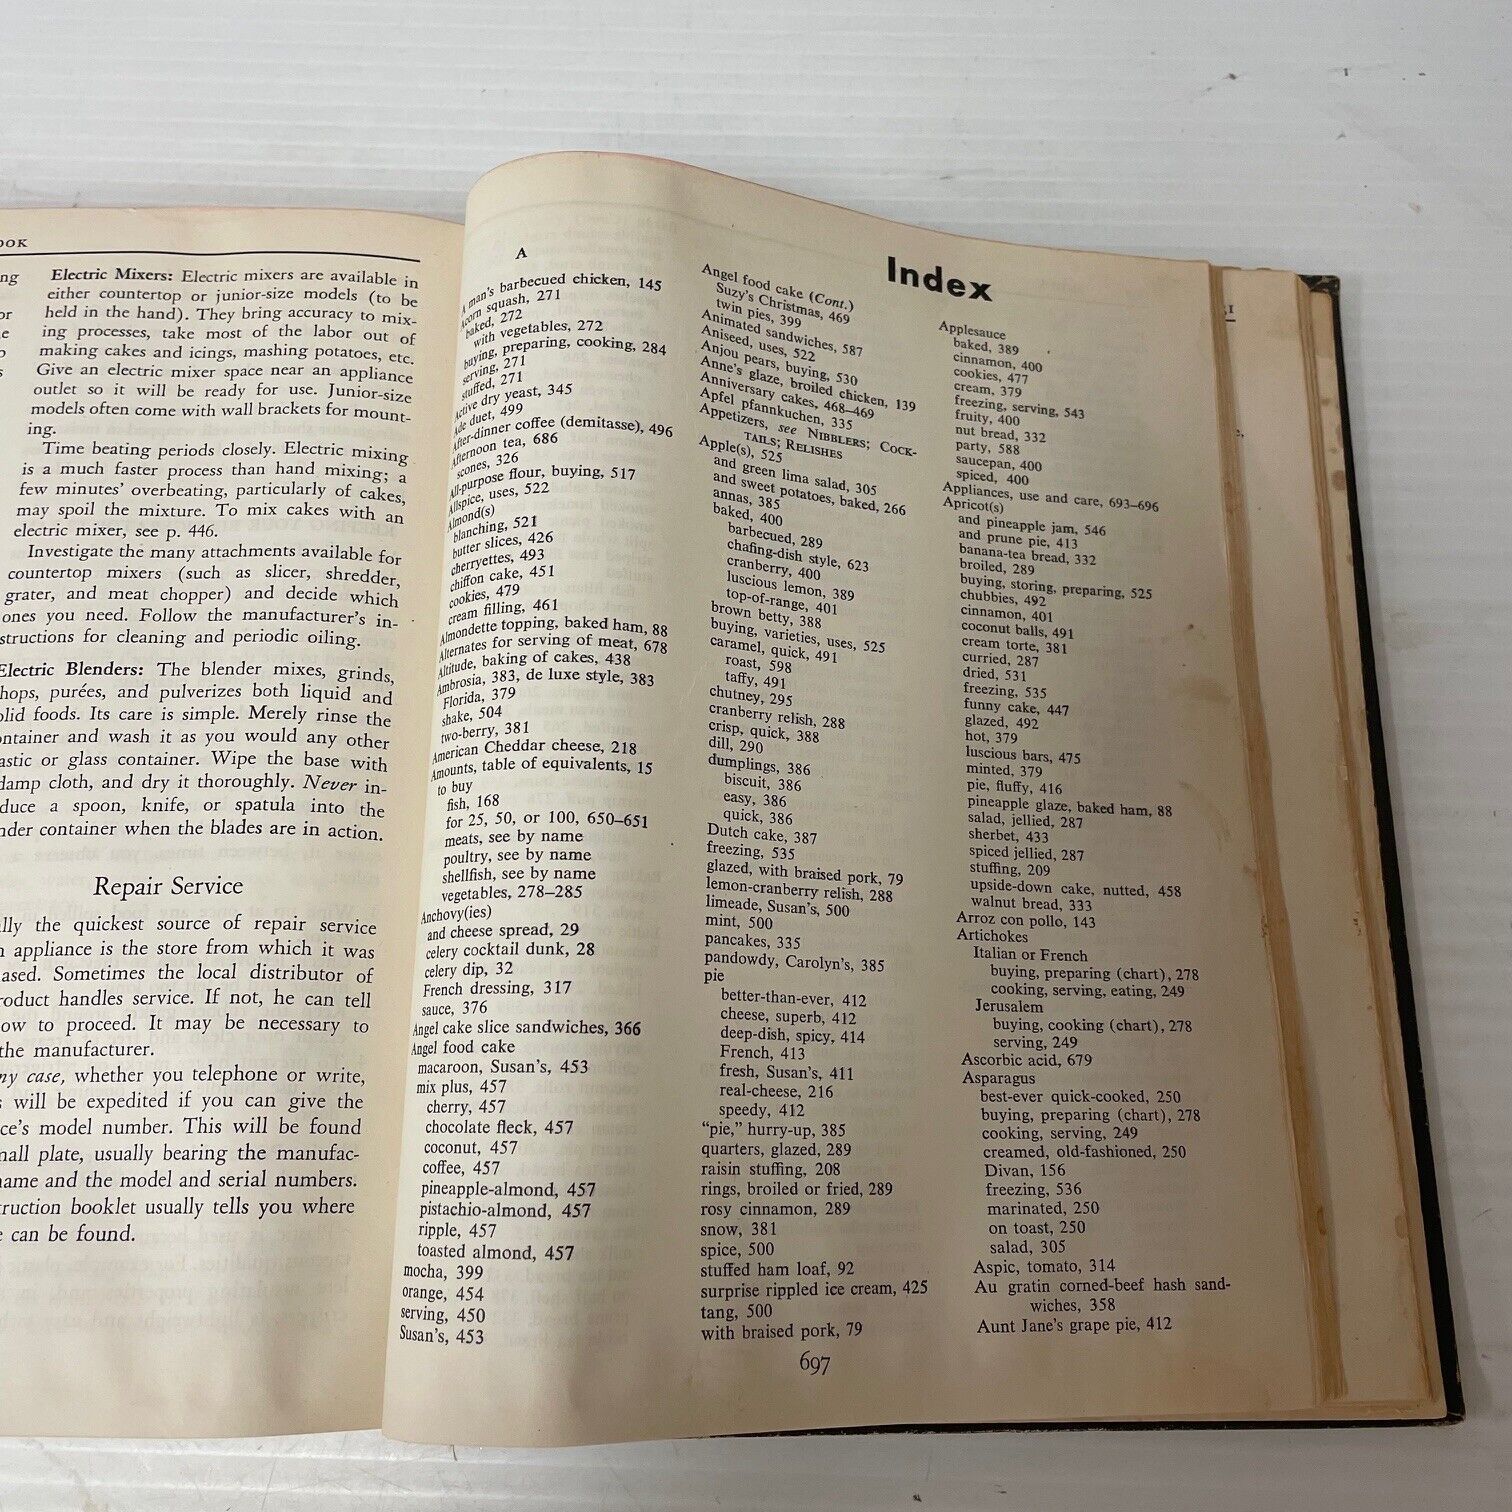 OOK
ng
or
e
o
s
Electric Mixers: Electric mixers are available in
either countertop or junior-size models (to be
held in the hand). They bring accuracy to mix-
ing processes, take most of the labor out of
making cakes and icings, mashing potatoes, etc.
Give an electric mixer space near an appliance
outlet so it will be ready for use. Junior-size
models often come with wall brackets for mount-
ing.
Time beating periods closely. Electric mixing
is a much faster process than hand mixing; a
few minutes' overbeating, particularly of cakes,
may spoil the mixture. To mix cakes with an
electric mixer, see p. 446.
Investigate the many attachments available for
countertop mixers (such as slicer, shredder,
grater, and meat chopper) and decide which
ones you need. Follow the manufacturer's in-
structions for cleaning and periodic oiling.
Electric Blenders: The blender mixes, grinds,
hops, purées, and pulverizes both liquid and
olid foods. Its care is simple. Merely rinse the
ontainer and wash it as you would any other
astic or glass container. Wipe the base with
damp cloth, and dry it thoroughly. Never in-
duce a spoon, knife, or spatula into the
nder container when the blades are in action.
Repair Service
lly the quickest source of repair service
n appliance is the store from which it was
ased. Sometimes the local distributor of
roduct handles service. If not, he can tell
ow to proceed. It may be necessary to
the manufacturer.
ny case, whether you telephone or write,
s will be expedited if you can give the
ce's model number. This will be found
mall plate, usually bearing the manufac-
name and the model and serial numbers.
truction booklet usually tells you where
e can be found.
Index
A
A man's barbecued chicken, 145
Acorn squash, 271
baked, 272
with vegetables, 272
buying, preparing, cooking, 284
serving, 271
stuffed, 271
Active dry yeast, 345
Ade duet, 499
After-dinner coffee (demitasse), 496
Afternoon tea, 686
scones, 326
All-purpose flour, buying, 517
Allspice, uses, 522
Almond(s)
blanching, 521
butter slices, 426
cherryettes, 493
chiffon cake, 451
cookies, 479
cream filling, 461
Almondette topping, baked ham, 88
Alternates for serving of meat, 678
Altitude, baking of cakes, 438
Ambrosia, 383, de luxe style, 383
Florida, 379
shake, 504
two-berry, 381
American Cheddar cheese, 218
Amounts, table of equivalents, 15
to buy
fish, 168
for 25, 50, or 100, 650–651
meats, see by name
poultry, see by name
shellfish, see by name
vegetables, 278–285
Anchovy(ies)
and cheese spread, 29
celery cocktail dunk, 28
celery dip, 32
French dressing, 317
sauce, 376
Angel cake slice sandwiches, 366
Angel food cake
macaroon, Susan's, 453
mix plus, 457
cherry, 457
chocolate fleck, 457
coconut, 457
coffee, 457
pineapple-almond, 457
pistachio-almond, 457
ripple, 457
toasted almond, 457
mocha, 399
orange, 454
serving, 450
Susan's, 453
Angel food cake (Cont.)
Suzy's Christmas, 469
twin pies, 399
Animated sandwiches, 587
Aniseed, uses, 522
Anjou pears, buying, 530
Anne's glaze, broiled chicken, 139
Anniversary cakes, 468–469
Apfel pfannkuchen, 335
Appetizers, see NIBBLERS; COCK-
TAILS; RELISHES
Apple(s), 525
and green lima salad, 305
and sweet potatoes, baked, 266
annas, 385
baked, 400
barbecued, 289
chafing-dish style, 623
cranberry, 400
luscious lemon, 389
top-of-range, 401
brown betty, 388
buying, varieties, uses, 525
caramel, quick, 491
roast, 598
taffy, 491
chutney, 295
cranberry relish, 288
crisp, quick, 388
dill, 290
dumplings, 386
biscuit, 386
easy, 386
quick, 386
Dutch cake, 387
freezing, 535
glazed, with braised pork, 79
lemon-cranberry relish, 288
limeade, Susan's, 500
mint, 500
pancakes, 335
pandowdy, Carolyn's, 385
pie
better-than-ever, 412
cheese, superb, 412
deep-dish, spicy, 414
French, 413
fresh, Susan's, 411
real-cheese, 216
speedy, 412
"pie," hurry-up, 385
quarters, glazed, 289
raisin stuffing, 208
rings, broiled or fried, 289
rosy cinnamon, 289
snow, 381
spice, 500
stuffed ham loaf, 92
surprise rippled ice cream, 425
tang, 500
with braised pork, 79
Applesauce
baked, 389
cinnamon, 400
cookies, 477
cream, 379
freezing, serving, 543
fruity, 400
nut bread, 332
party, 588
saucepan, 400
spiced, 400
Appliances, use and care, 693–696
Apricot(s)
and pineapple jam, 546
and prune pie, 413
banana-tea bread, 332
broiled, 289
buying, storing, preparing, 525
chubbies, 492
cinnamon, 401
coconut balls, 491
cream torte, 381
curried, 287
dried, 531
freezing, 535
funny cake, 447
glazed, 492
hot, 379
luscious bars, 475
minted, 379
pie, fluffy, 416
pineapple glaze, baked ham, 88
salad, jellied, 287
sherbet, 433
spiced jellied, 287
stuffing, 209
upside-down cake, nutted, 458
walnut bread, 333
Arroz con pollo, 143
Artichokes
Italian or French
buying, preparing (chart), 278
cooking, serving, eating, 249
Jerusalem
buying, cooking (chart), 278
serving, 249
Ascorbic acid, 679
Asparagus
best-ever quick-cooked, 250
buying, preparing (chart), 278
cooking, serving, 249
creamed, old-fashioned, 250
Divan, 156
freezing, 536
marinated, 250
on toast, 250
salad, 305
Aspic, tomato, 314
Au gratin corned-beef hash sand-
wiches, 358
Aunt Jane's grape pie, 412
697